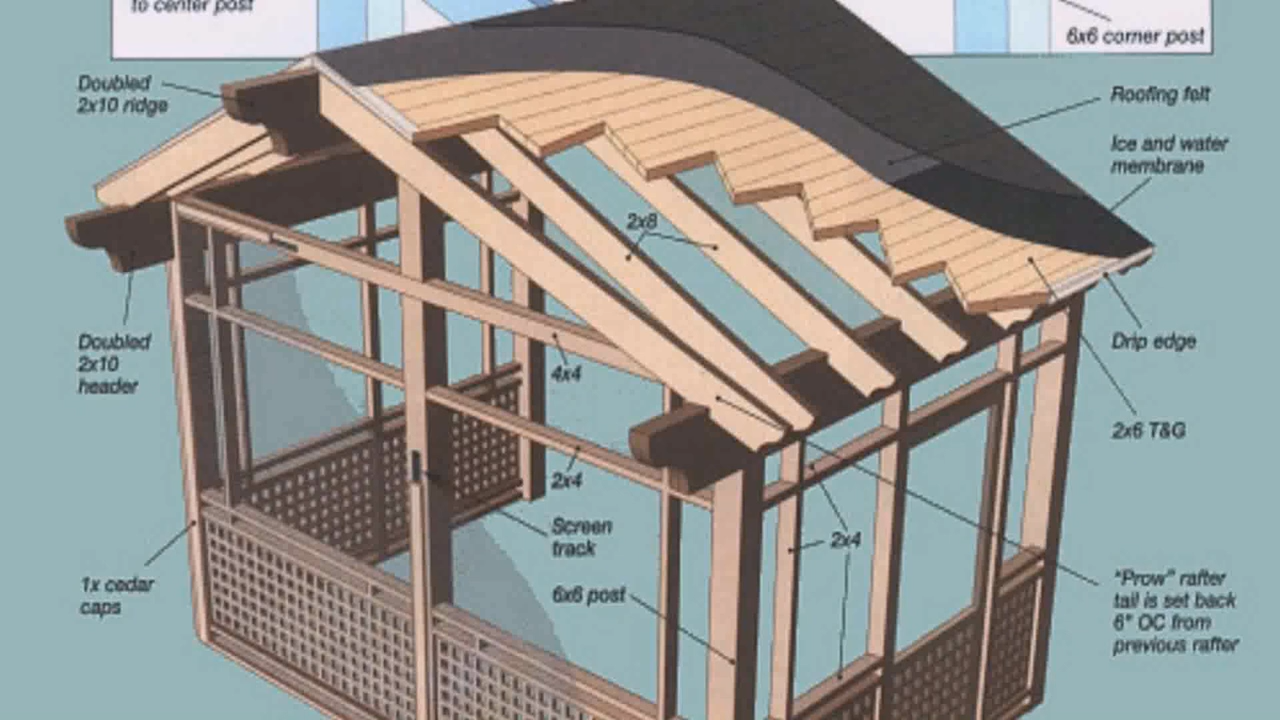 to center post
6x6 corner post
Doubled
2x10 ridge
Roofing felt
Ice and water
membrane
2x8
Doubled
2x10
header
4x4
Drip edge
2x6 T&G
2x4
Screen
track
2x4
1x cedar
caps
6x6 post
"Prow" rafter
tail is set back
6" OC from
previous rafter